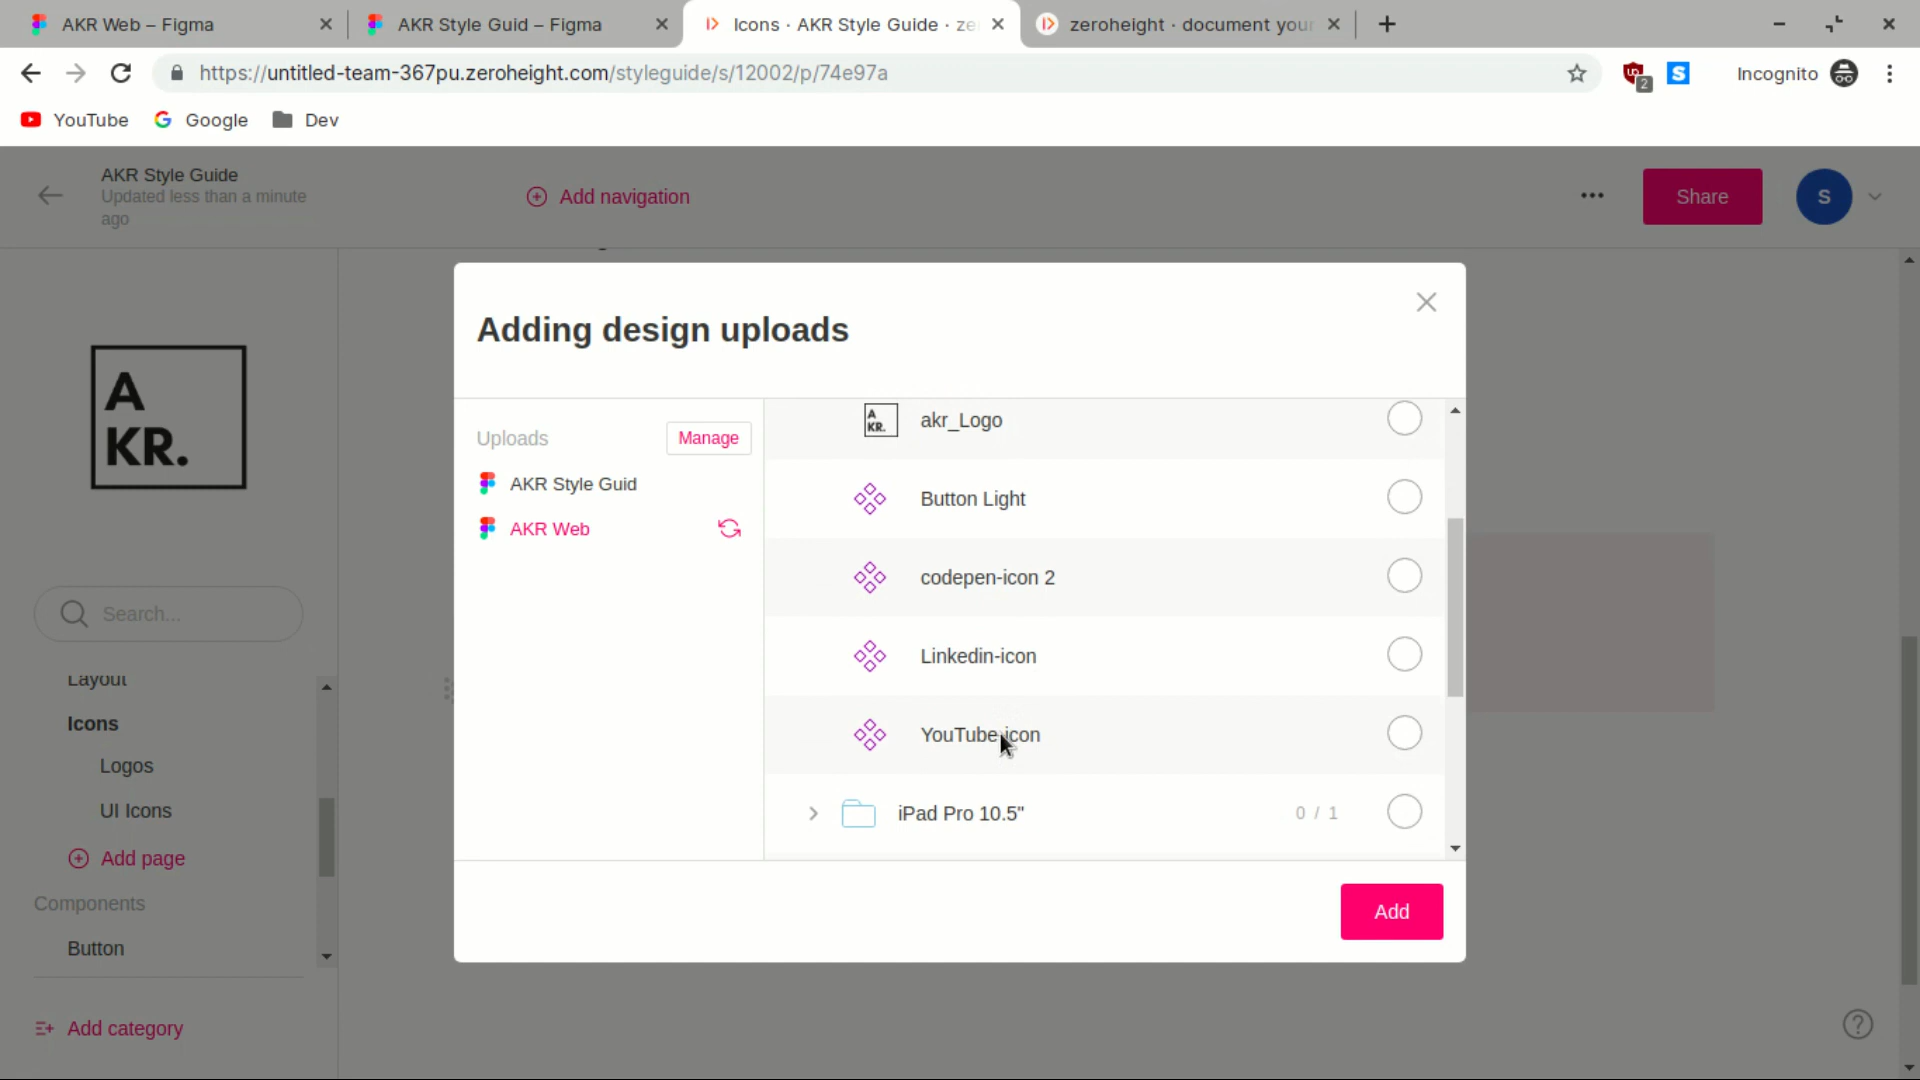 AKR Web – Figma
AKR Style Guid – Figma
Icons · AKR Style Guide · ze
zeroheight · document your
https://untitled-team-367pu.zeroheight.com/styleguide/s/12002/p/74e97a
2
S
Incognito
YouTube
Google
Dev
AKR Style Guide
Updated less than a minute
ago
Add navigation
Share
S
Adding design uploads
A
KR.
Uploads
Manage
AKR Style Guid
AKR Web
A
KR.
akr_Logo
Button Light
codepen-icon 2
Linkedin-icon
YouTube-icon
iPad Pro 10.5"
0 / 1
Add
Search...
Layout
Icons
Logos
UI Icons
Add page
Components
Button
Add category